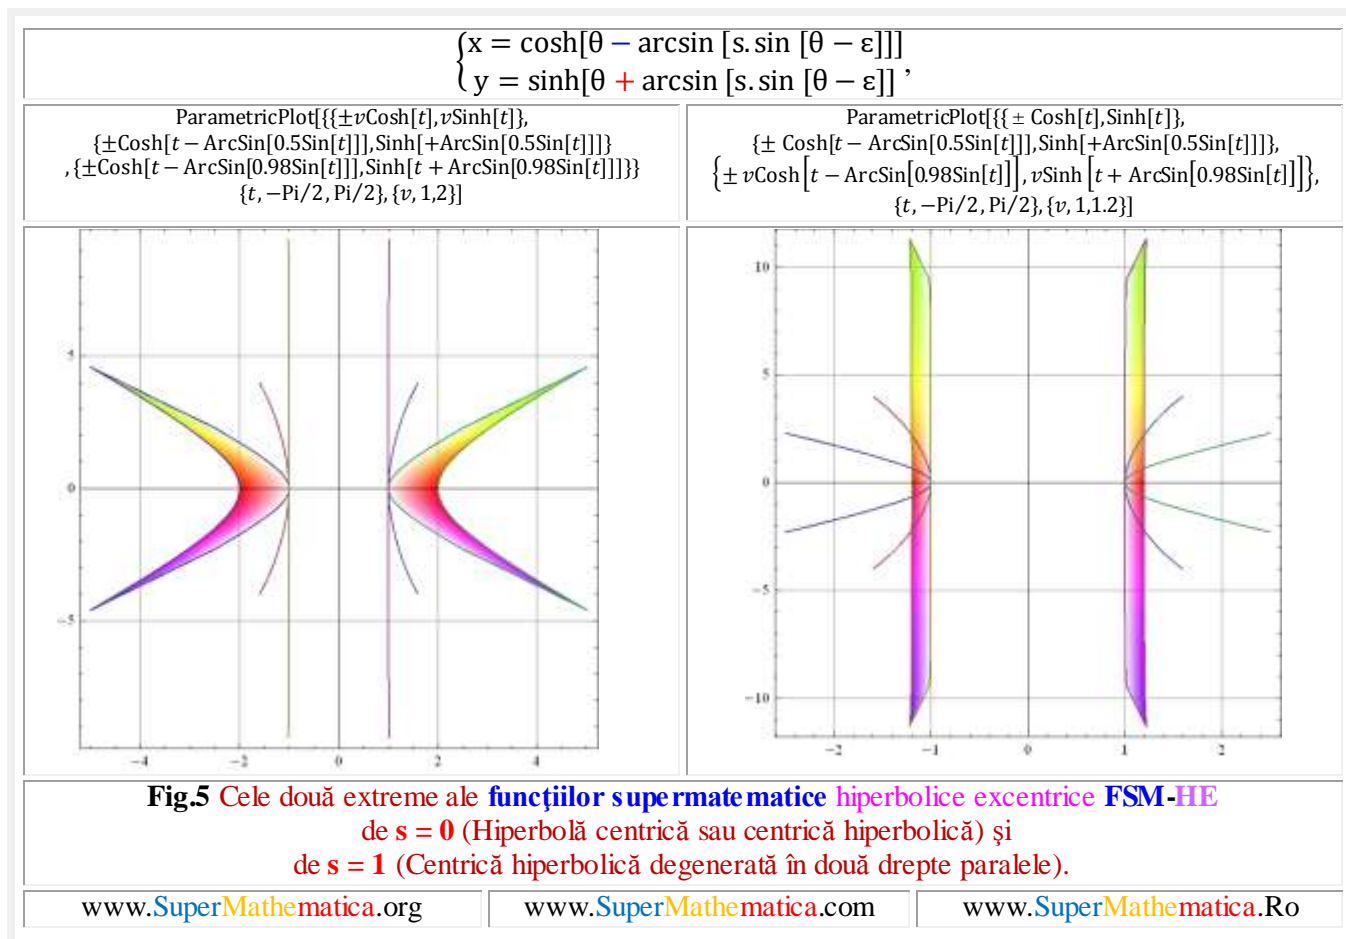 {x = cosh[θ − arcsin [s. sin [θ − ε]]]
y = sinh[θ + arcsin [s. sin [θ − ε]] ,
ParametricPlot[{{±vCosh[t], vSinh[t]},
{±Cosh[t − ArcSin[0.5Sin[t]]], Sinh[+ArcSin[0.5Sin[t]]]}
, {±Cosh[t − ArcSin[0.98Sin[t]]], Sinh[t + ArcSin[0.98Sin[t]]]}}
{t, −Pi/2, Pi/2}, {v, 1,2}]
ParametricPlot[{{ ± Cosh[t], Sinh[t]},
{± Cosh[t − ArcSin[0.5Sin[t]]], Sinh[+ArcSin[0.5Sin[t]]]},
{± vCosh[t − ArcSin[0.98Sin[t]]], vSinh[t + ArcSin[0.98Sin[t]]]},
{t, −Pi/2, Pi/2}, {v, 1,1.2}]
5
0
−5
−4
−2
0
2
4
10
5
0
−5
−10
−2
−1
0
1
2
Fig.5 Cele două extreme ale funcţiilor supermatematice hiperbolice excentrice FSM-HE
de s = 0 (Hiperbolă centrică sau centrică hiperbolică) şi
de s = 1 (Centrică hiperbolică degenerată în două drepte paralele).
www.SuperMathematica.org
www.SuperMathematica.com
www.SuperMathematica.Ro